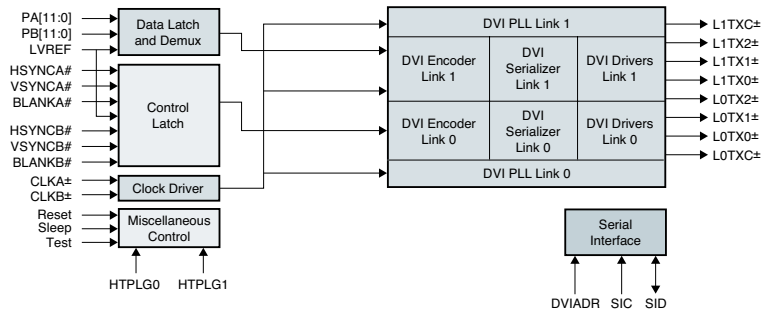 PA[11:0]
PB[11:0]
LVREF
HSYNCA#
VSYNCA#
BLANKA#
HSYNCB#
VSYNCB#
BLANKB#
CLKA±
CLKB±
Reset
Sleep
Test
Data Latch
and Demux
Control
Latch
Clock Driver
Miscellaneous
Control
HTPLG0
HTPLG1
DVI PLL Link 1
DVI Encoder
Link 1
DVI
Serializer
Link 1
DVI Drivers
Link 1
DVI Encoder
Link 0
DVI
Serializer
Link 0
DVI Drivers
Link 0
DVI PLL Link 0
L1TXC±
L1TX2±
L1TX1±
L1TX0±
L0TX2±
L0TX1±
L0TX0±
L0TXC±
Serial
Interface
DVIADR
SIC
SID